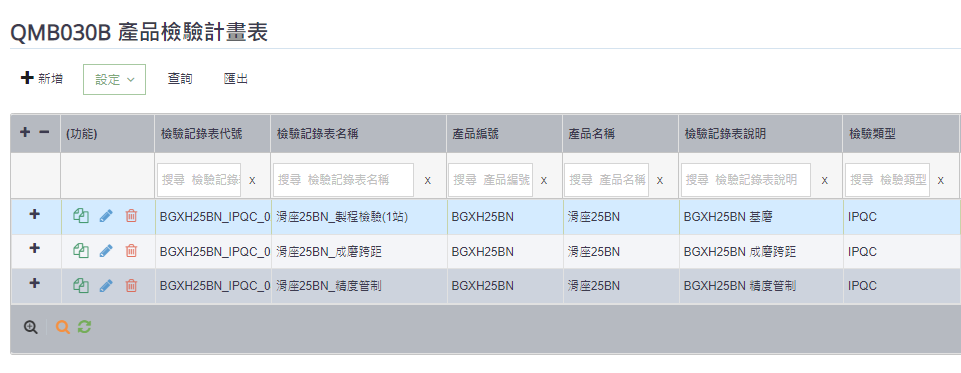 QMB030B 產品檢驗計畫表
新增 設定 查詢 匯出
(功能) 檢驗記錄表代號 檢驗記錄表名稱 產品編號 產品名稱 檢驗記錄表說明 檢驗類型
搜尋 檢驗記錄 x 搜尋 檢驗記錄表名稱 x 搜尋 產品編號 x 搜尋 產品名稱 x 搜尋 檢驗記錄表說明 x 搜尋 檢驗類型 x
BGXH25BN_IPQC_0 滑座25BN_製程檢驗(1站) BGXH25BN 滑座25BN BGXH25BN 基磨 IPQC
BGXH25BN_IPQC_0 滑座25BN_成磨跨距 BGXH25BN 滑座25BN BGXH25BN 成磨跨距 IPQC
BGXH25BN_IPQC_0 滑座25BN_精度管制 BGXH25BN 滑座25BN BGXH25BN 精度管制 IPQC